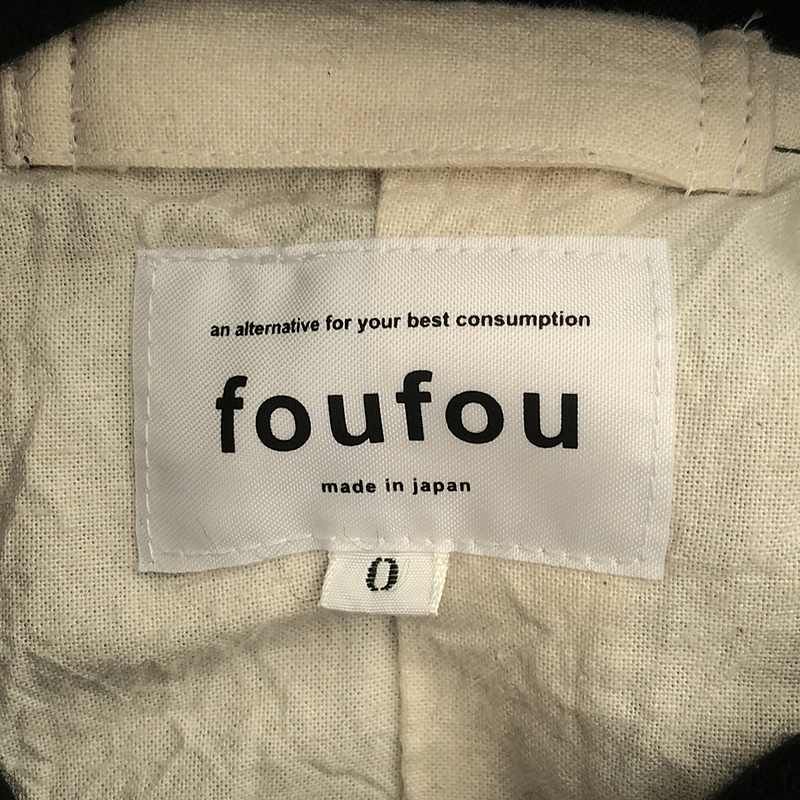 an alternative for your best consumption
foufou
made in japan
0